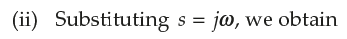 (ii) Substituting s = jω, we obtain